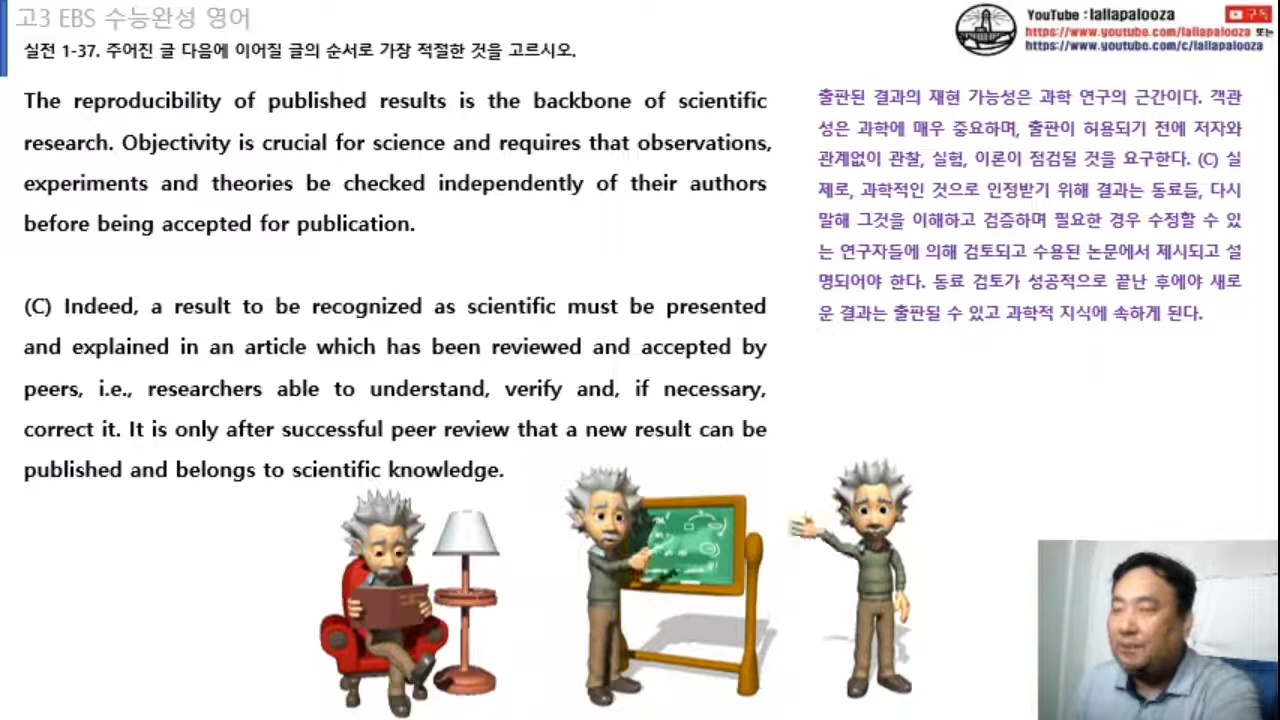 고3 EBS 수능완성 영어
실전 1-37. 주어진 글 다음에 이어질 글의 순서로 가장 적절한 것을 고르시오.
YouTube : lallapalooza
구독
https://www.youtube.com/lallapalooza 또는
https://www.youtube.com/c/lallapalooza
The reproducibility of published results is the backbone of scientific
research. Objectivity is crucial for science and requires that observations,
experiments and theories be checked independently of their authors
before being accepted for publication.
(C) Indeed, a result to be recognized as scientific must be presented
and explained in an article which has been reviewed and accepted by
peers, i.e., researchers able to understand, verify and, if necessary,
correct it. It is only after successful peer review that a new result can be
published and belongs to scientific knowledge.
출판된 결과의 재현 가능성은 과학 연구의 근간이다. 객관
성은 과학에 매우 중요하며, 출판이 허용되기 전에 저자와
관계없이 관찰, 실험, 이론이 점검될 것을 요구한다. (C) 실
제로, 과학적인 것으로 인정받기 위해 결과는 동료들, 다시
말해 그것을 이해하고 검증하며 필요한 경우 수정할 수 있
는 연구자들에 의해 검토되고 수용된 논문에서 제시되고 설
명되어야 한다. 동료 검토가 성공적으로 끝난 후에야 새로
운 결과는 출판될 수 있고 과학적 지식에 속하게 된다.